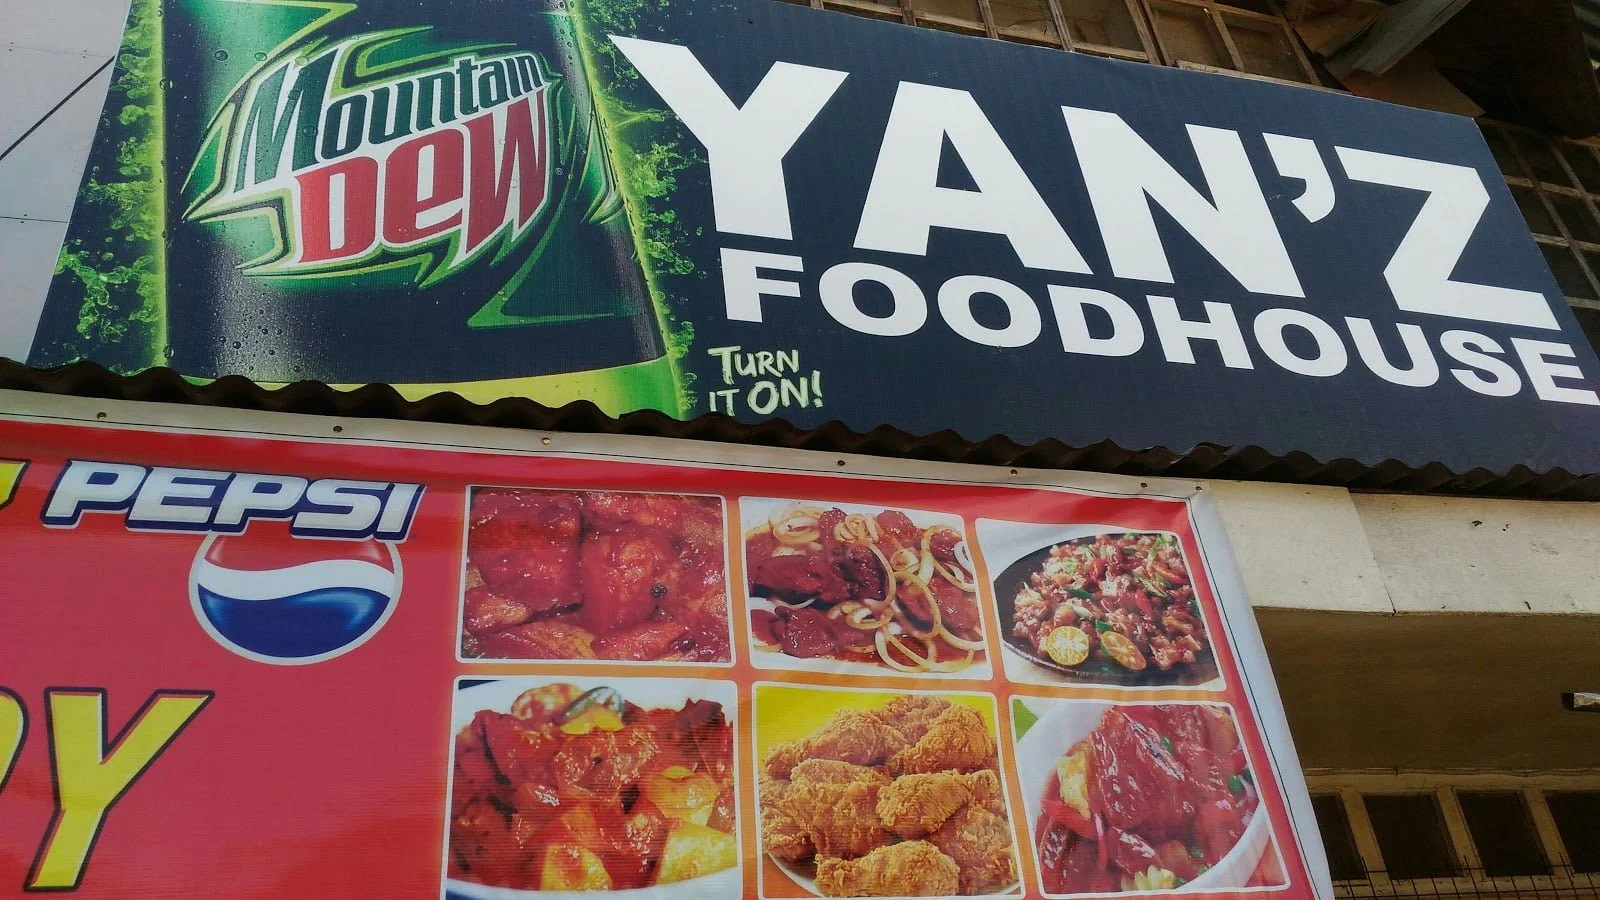 Mountain
Dew
YAN'Z
FOODHOUSE
TURN
IT ON!
PEPSI